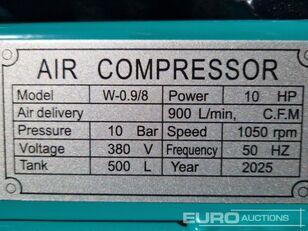 AIR COMPRESSOR
Model W-0.9/8 Power 10 HP
Air delivery 900 L/min, C.F.M
Pressure 10 Bar Speed 1050 rpm
Voltage 380 V Frequency 50 HZ
Tank 500 L Year 2025
EURO AUCTIONS